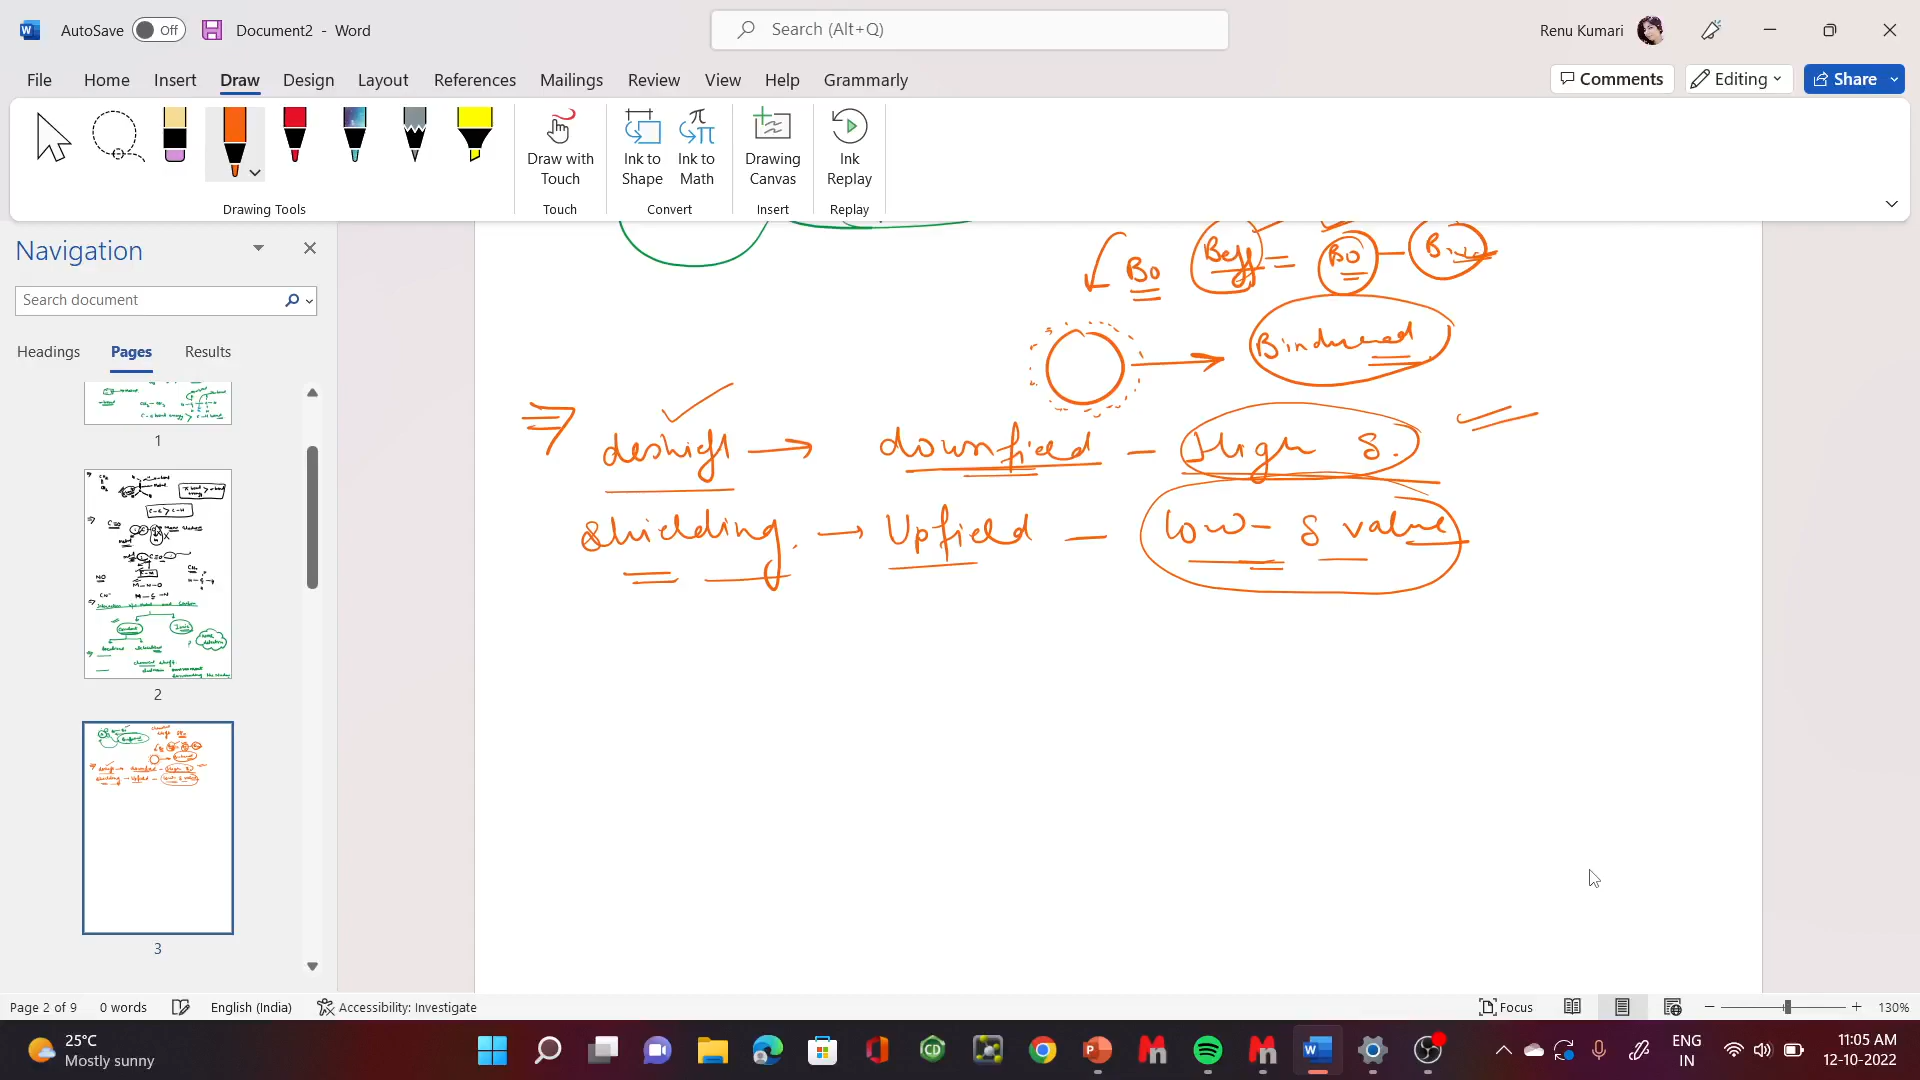 AutoSave Off Document2 - Word Search (Alt+Q) Renu Kumari
File Home Insert Draw Design Layout References Mailings Review View Help Grammarly Comments Editing Share
Draw with Touch
Ink to Shape
Ink to Math
Drawing Canvas
Ink Replay
Drawing Tools Touch Convert Insert Replay
Navigation
Search document
Headings Pages Results
1
2
3
B0 Beff = B0 -
Binduced
⇒ deshift → downfield - High δ.
shielding. → Upfield - low- δ value
Page 2 of 9 0 words English (India) Accessibility: Investigate Focus 130%
25°C
Mostly sunny
ENG
IN
11:05 AM
12-10-2022